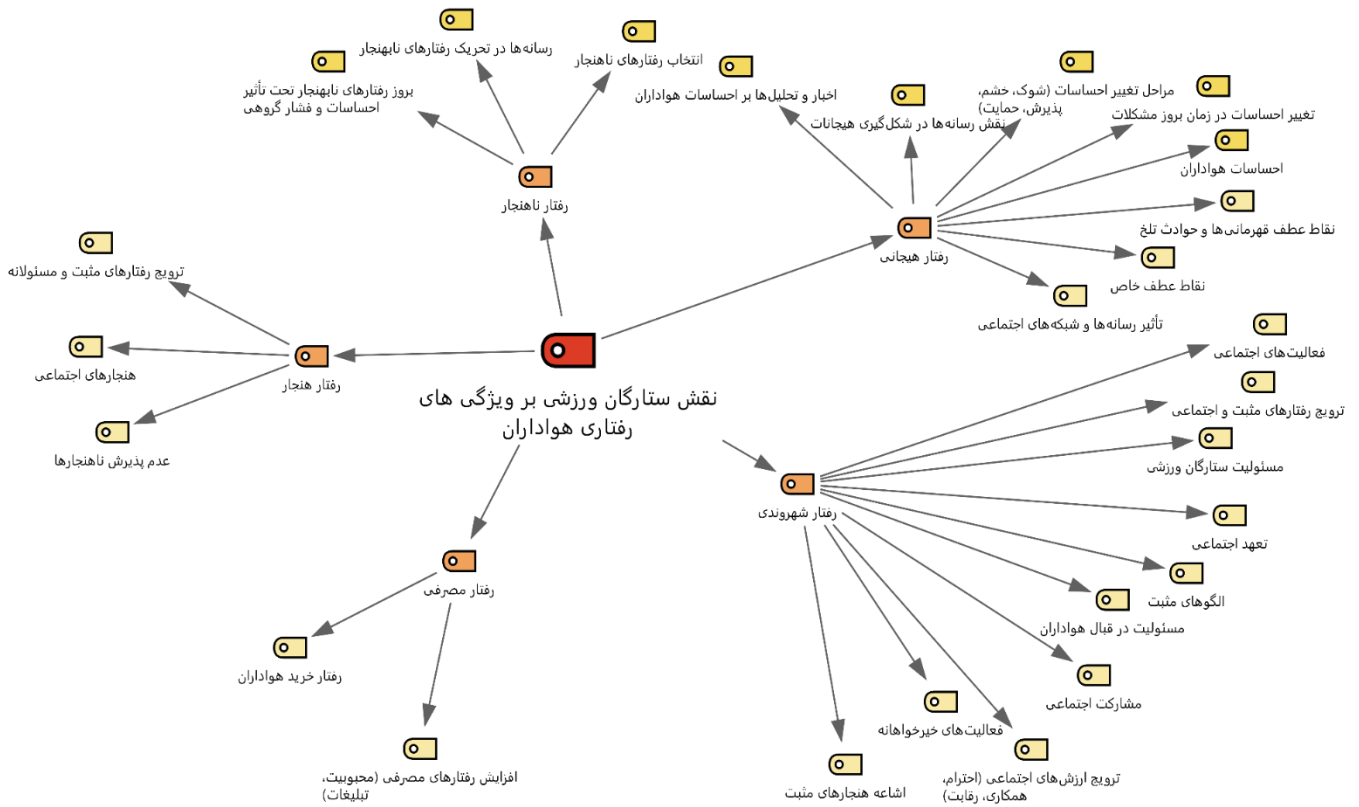 رسانه‌ها در تحریک رفتارهای نابهنجار
انتخاب رفتارهای ناهنجار
بروز رفتارهای نابهنجار تحت تأثیر
احساسات و فشار گروهی
رفتار ناهنجار
اخبار و تحلیل‌ها بر احساسات هواداران
مراحل تغییر احساسات (شوک، خشم،
پذیرش، حمایت)
نقش رسانه‌ها در شکل‌گیری هیجانات
تغییر احساسات در زمان بروز مشکلات
احساسات هواداران
نقاط عطف قهرمانی‌ها و حوادث تلخ
نقاط عطف خاص
تأثیر رسانه‌ها و شبکه‌های اجتماعی
رفتار هیجانی
ترویج رفتارهای مثبت و مسئولانه
هنجارهای اجتماعی
عدم پذیرش ناهنجارها
رفتار هنجار
نقش ستارگان ورزشی بر ویژگی های
رفتاری هواداران
فعالیت‌های اجتماعی
ترویج رفتارهای مثبت و اجتماعی
مسئولیت ستارگان ورزشی
تعهد اجتماعی
الگوهای مثبت
مسئولیت در قبال هواداران
مشارکت اجتماعی
ترویج ارزش‌های اجتماعی (احترام،
همکاری، رقابت)
فعالیت‌های خیرخواهانه
اشاعه هنجارهای مثبت
رفتار شهروندی
رفتار مصرفی
رفتار خرید هواداران
افزایش رفتارهای مصرفی (محبوبیت،
تبلیغات)